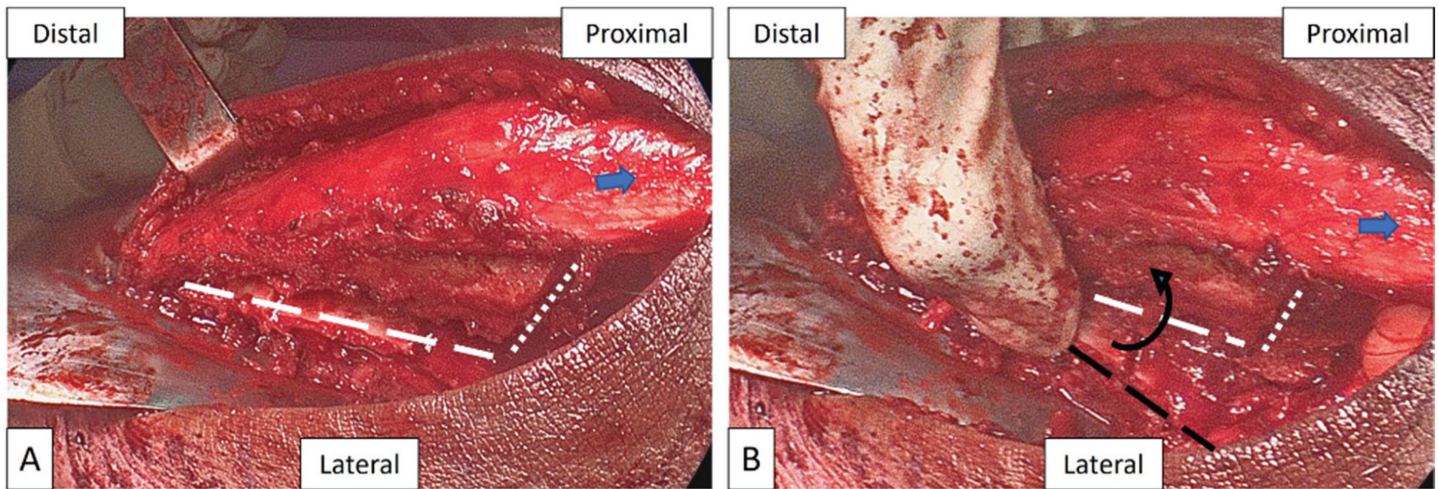 Distal
Proximal
A
Lateral
Distal
Proximal
B
Lateral